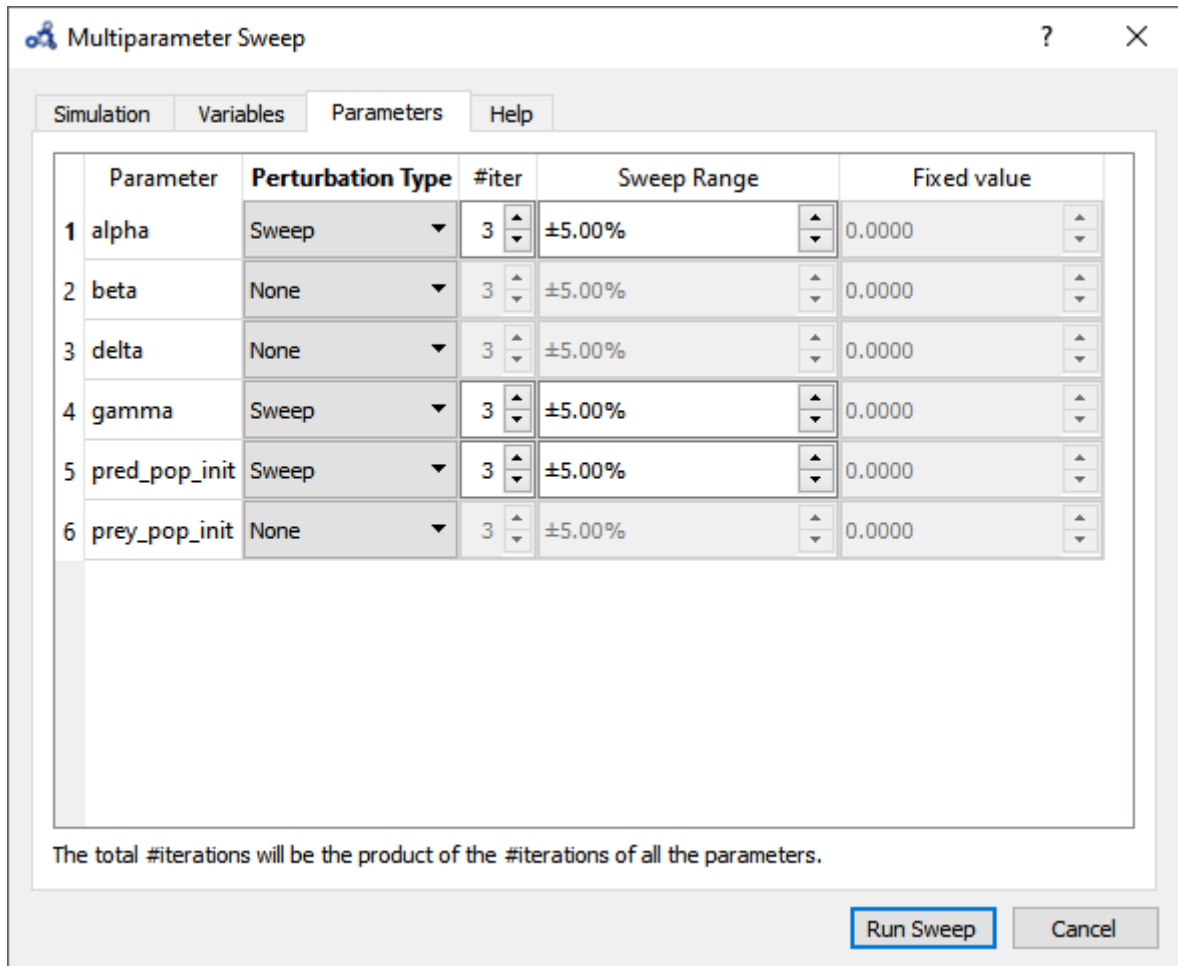 Multiparameter Sweep ?
Simulation Variables Parameters Help
Parameter Perturbation Type #iter Sweep Range Fixed value
1 alpha Sweep 3 ±5.00% 0.0000
2 beta None 3 ±5.00% 0.0000
3 delta None 3 ±5.00% 0.0000
4 gamma Sweep 3 ±5.00% 0.0000
5 pred_pop_init Sweep 3 ±5.00% 0.0000
6 prey_pop_init None 3 ±5.00% 0.0000
The total #iterations will be the product of the #iterations of all the parameters.
Run Sweep Cancel